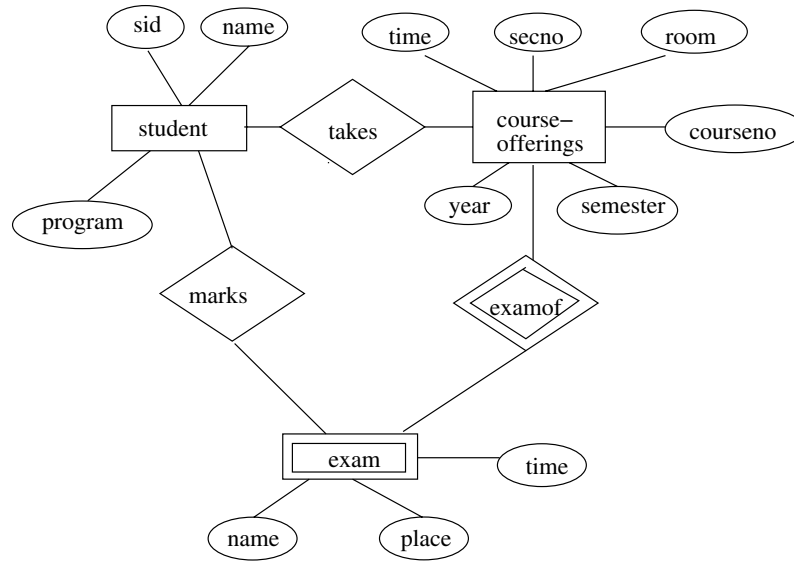 sid
name
time
secno
room
student
takes
course-
offerings
courseno
program
year
semester
marks
examof
exam
time
name
place